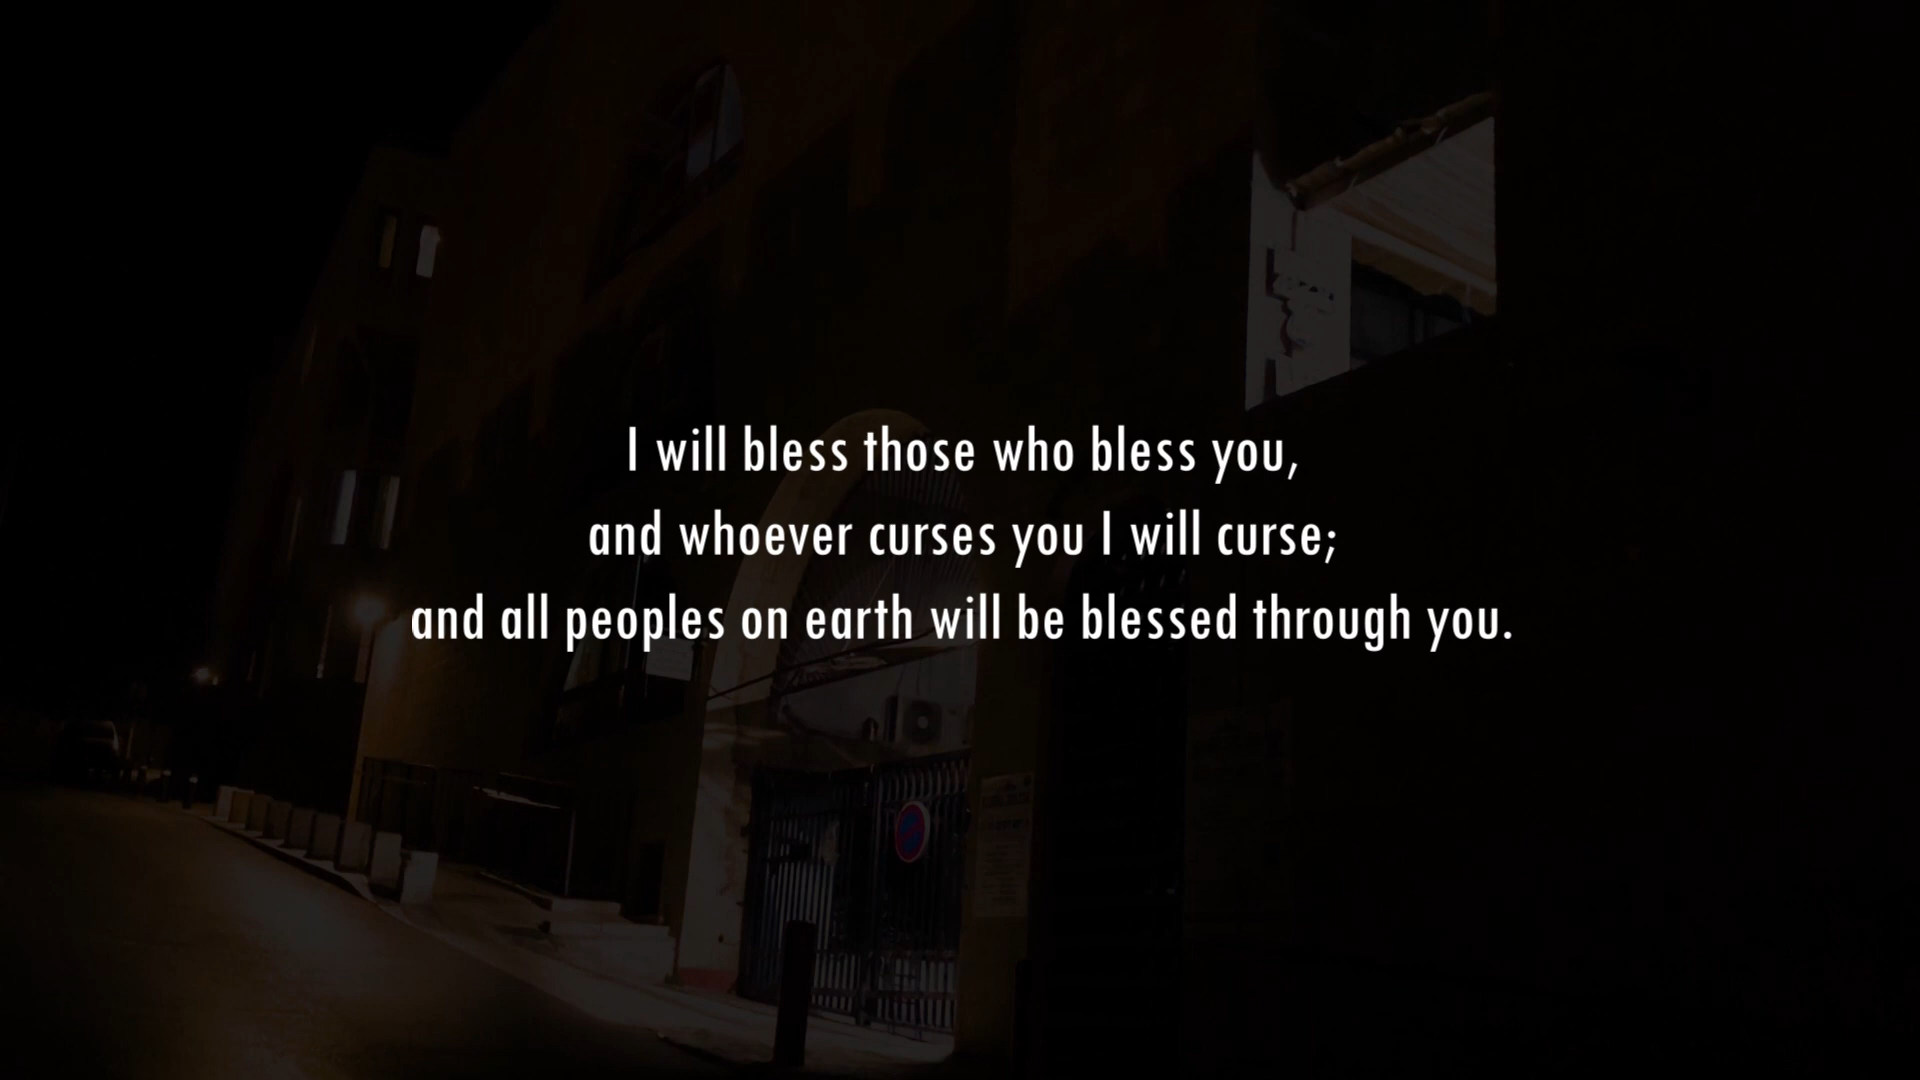 I will bless those who bless you,
and whoever curses you I will curse;
and all peoples on earth will be blessed through you.